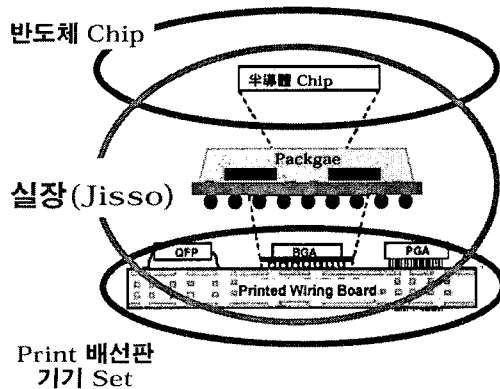 반도체 Chip
半導體 Chip
Packgae
실장(Jisso)
QFP
BGA
PGA
Printed Wiring Board
Print 배선판
기기 Set